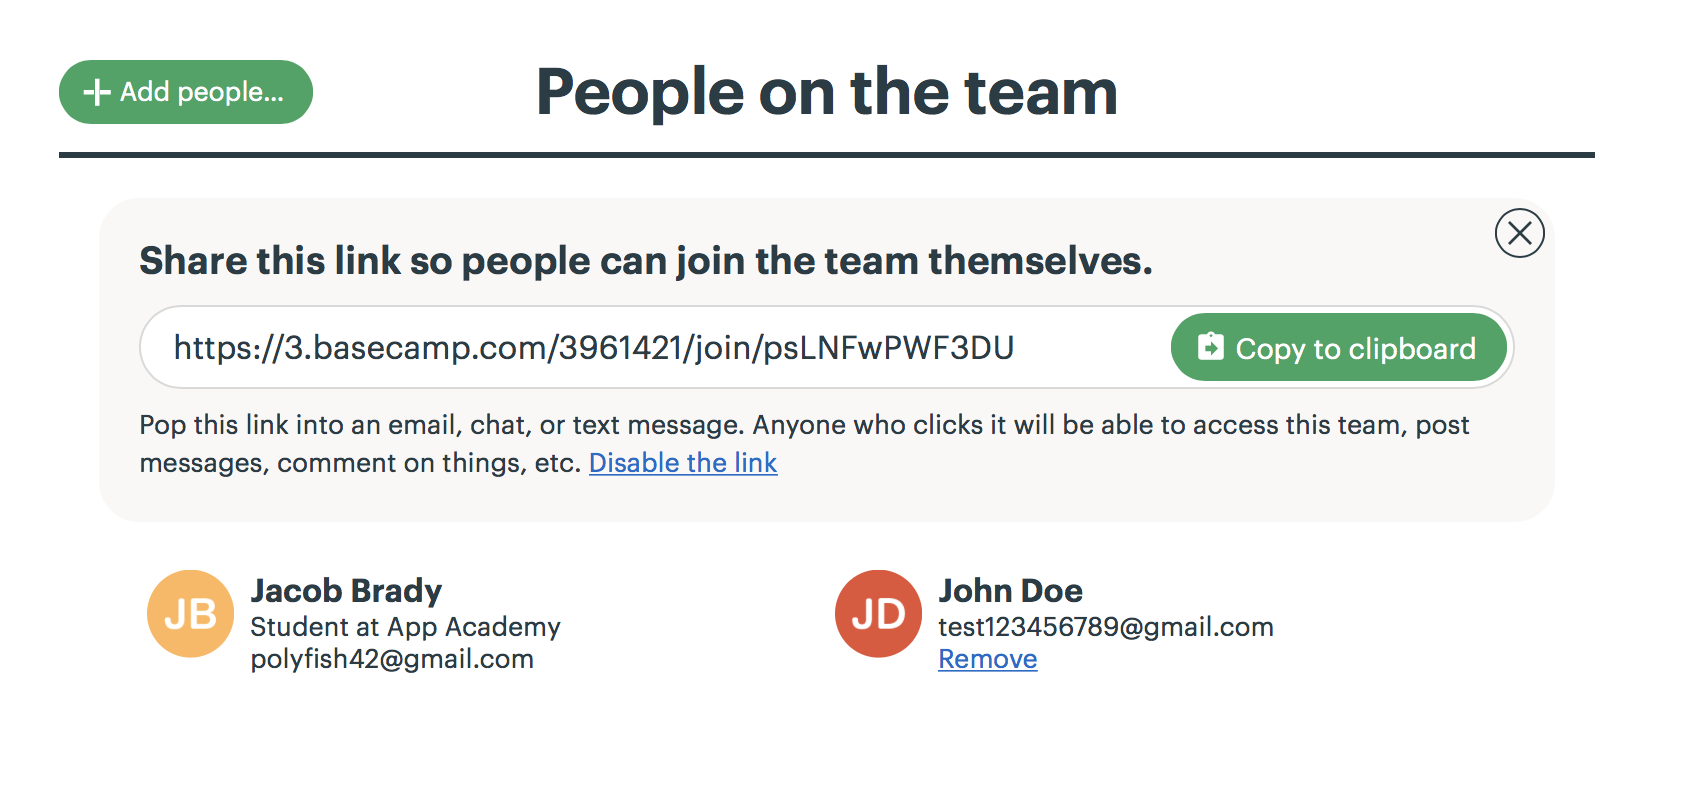 Add people...
People on the team
Share this link so people can join the team themselves.
https://3.basecamp.com/3961421/join/psLNFwPWF3DU
Copy to clipboard
Pop this link into an email, chat, or text message. Anyone who clicks it will be able to access this team, post
messages, comment on things, etc. Disable the link
JB
Jacob Brady
Student at App Academy
polyfish42@gmail.com
JD
John Doe
test123456789@gmail.com
Remove